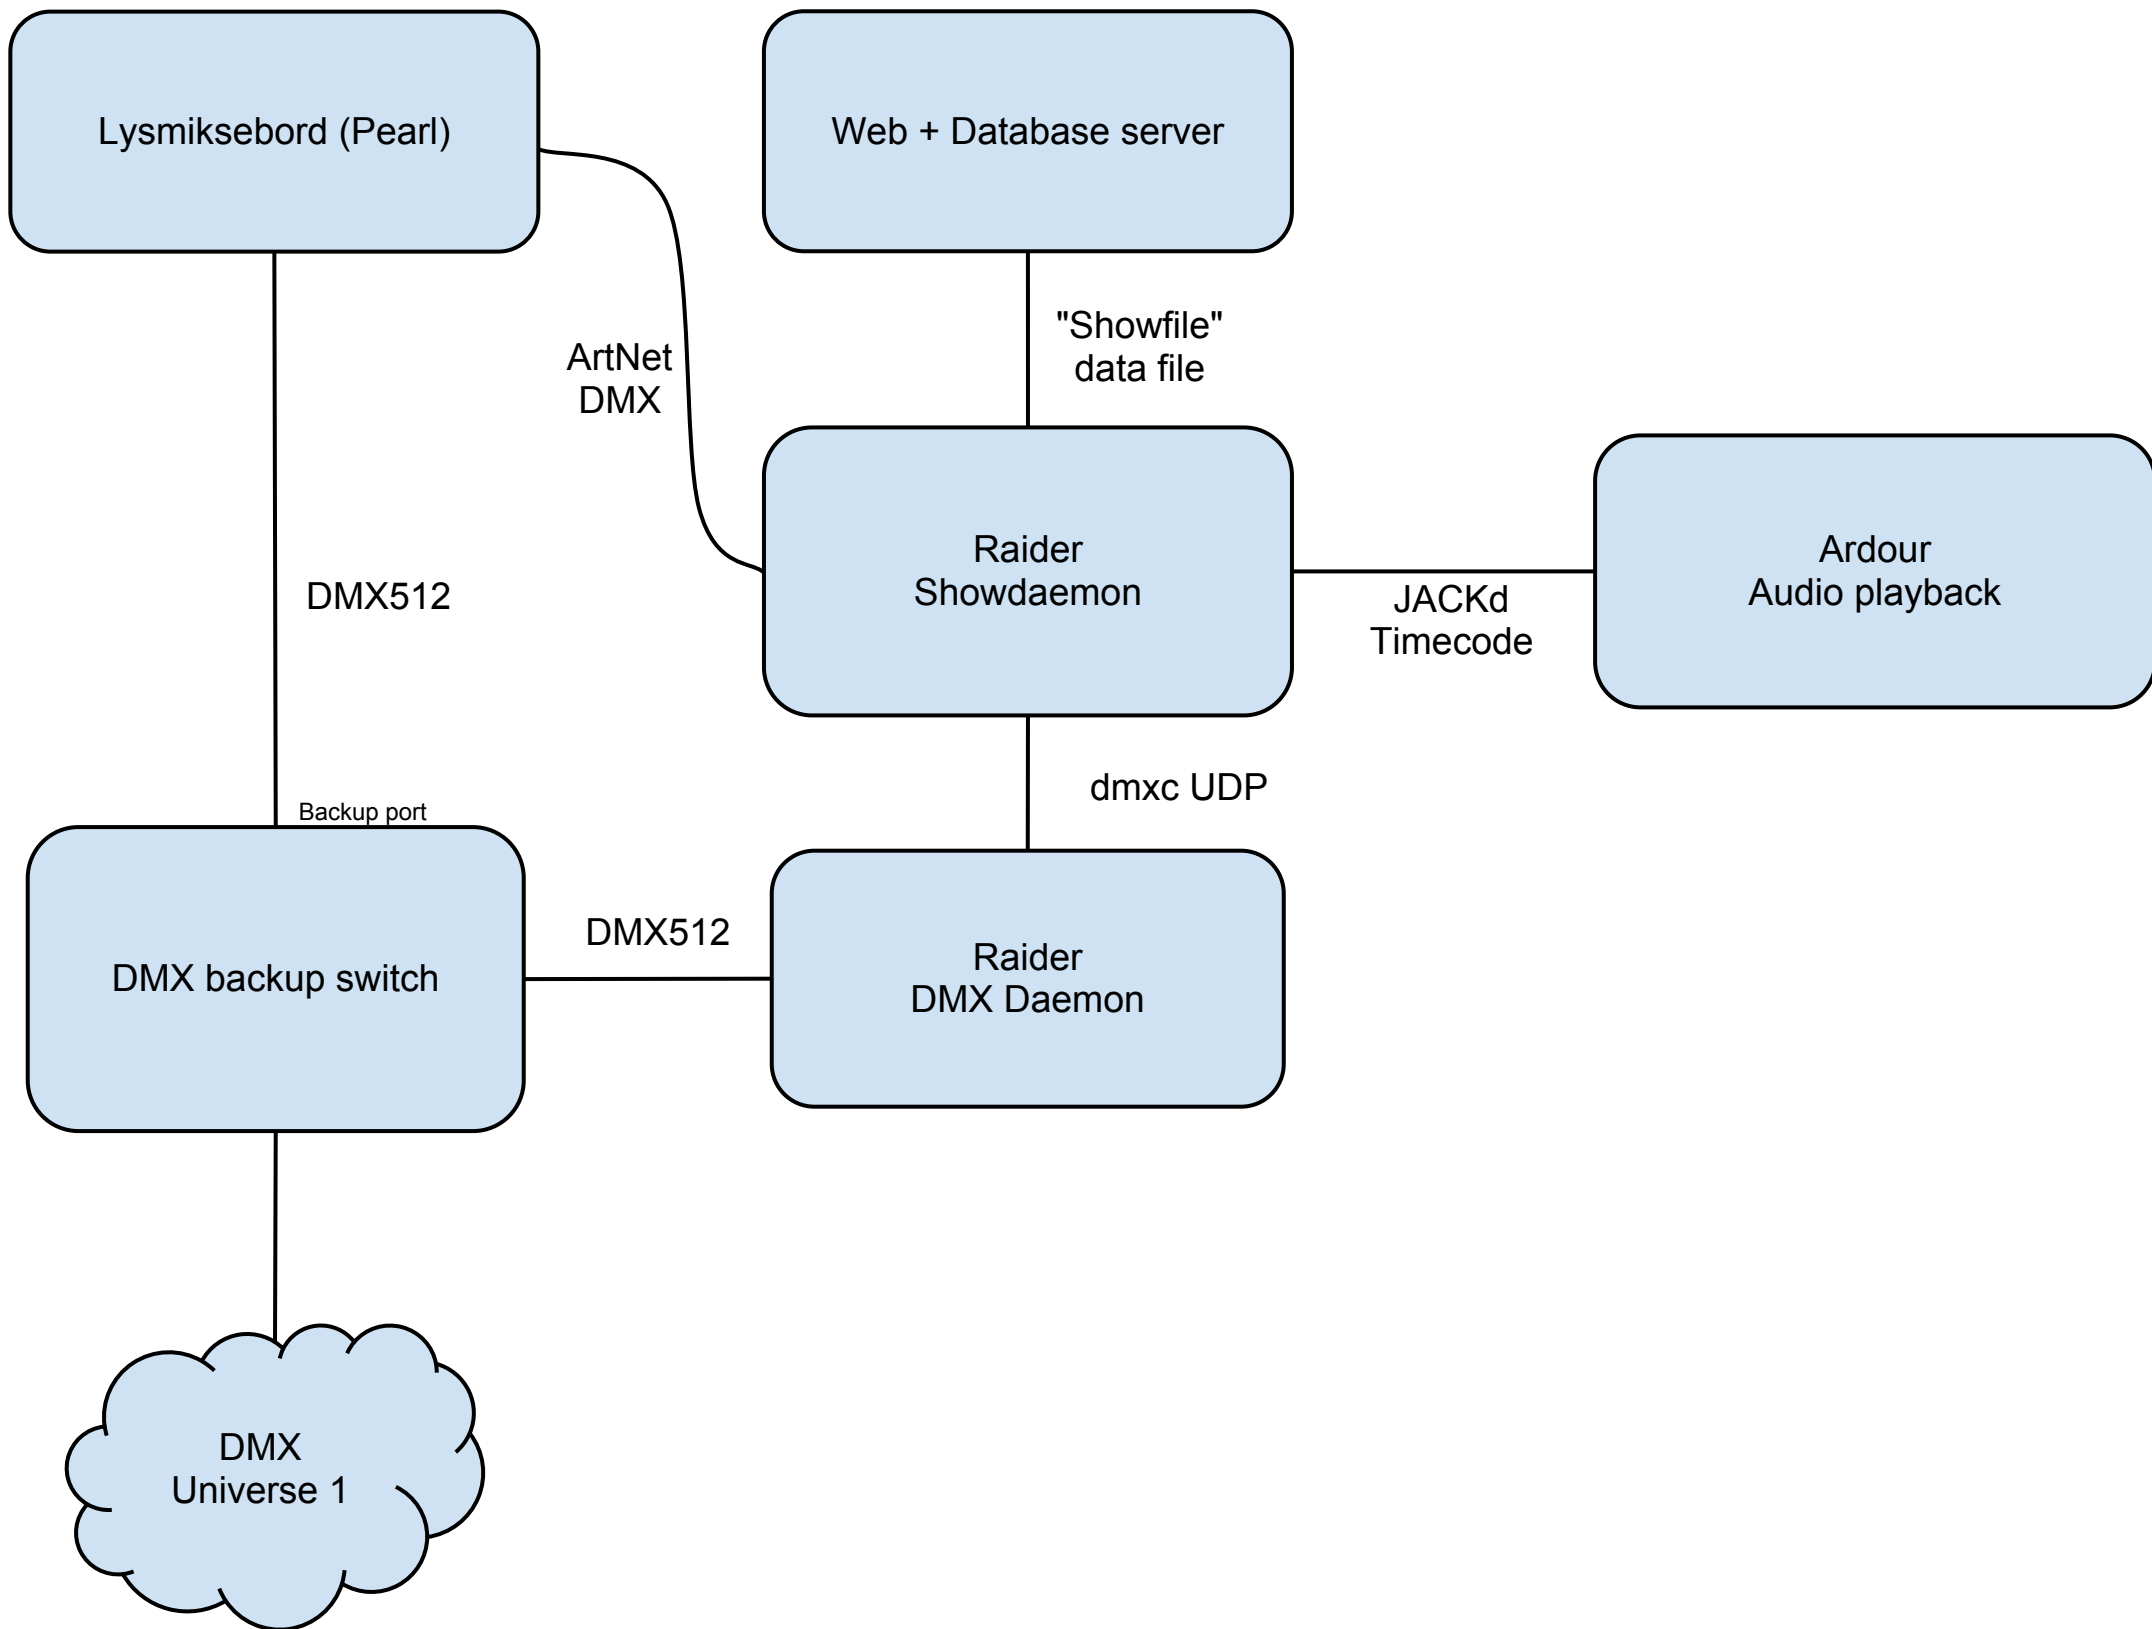 Lysmiksebord (Pearl)
Web + Database server
"Showfile"
data file
ArtNet
DMX
Raider
Showdaemon
Ardour
Audio playback
DMX512
JACKd
Timecode
dmxc UDP
Backup port
DMX512
DMX backup switch
Raider
DMX Daemon
DMX
Universe 1